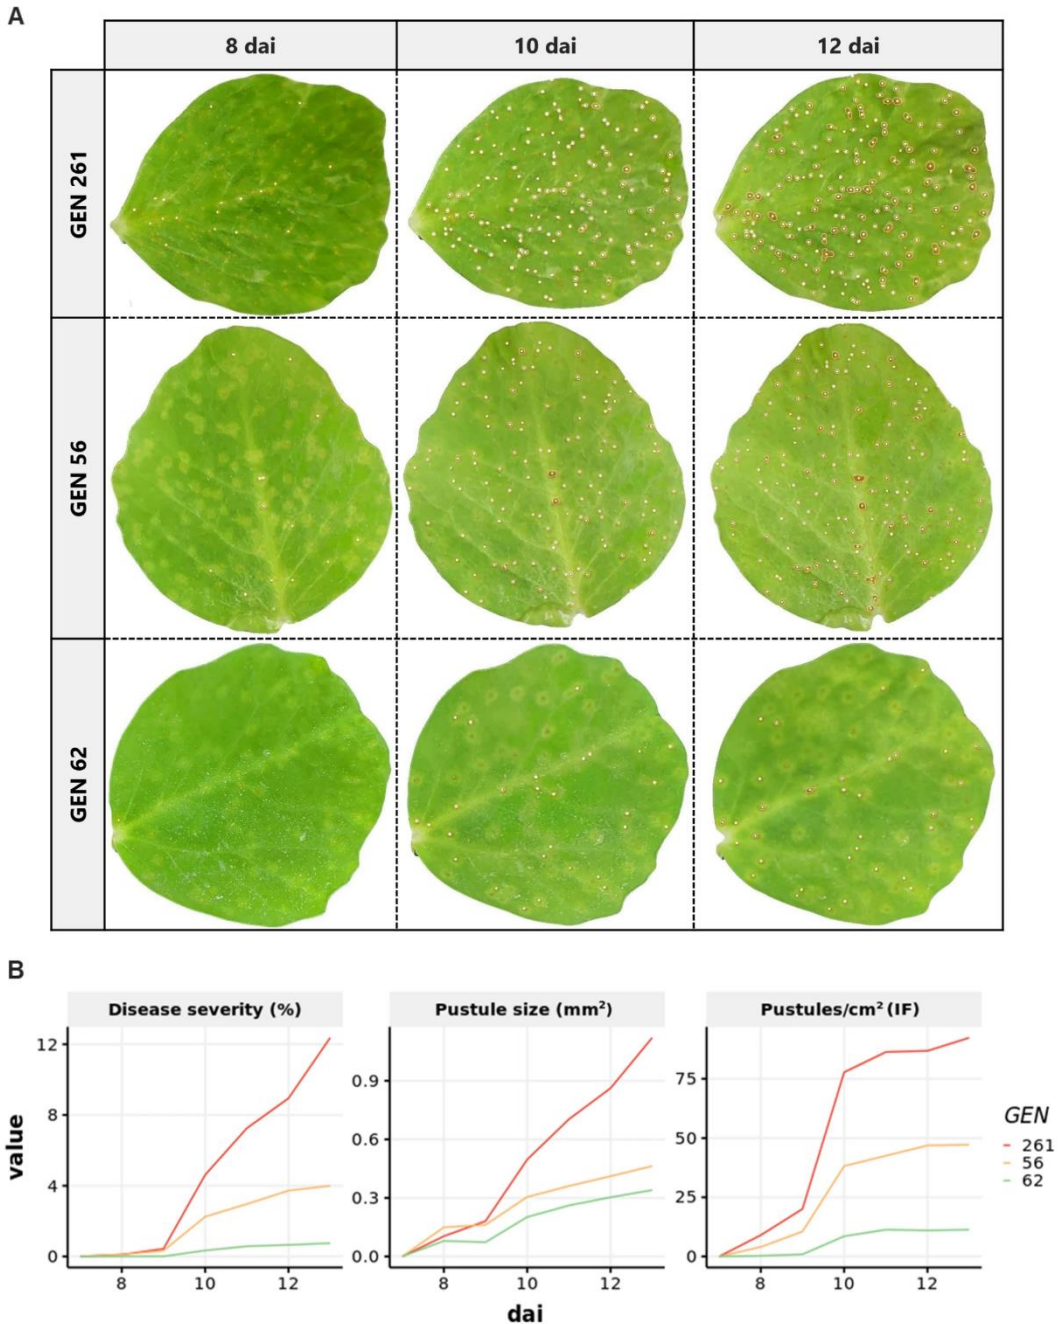 A
8 dai
10 dai
12 dai
GEN 261
GEN 56
GEN 62
B
Disease severity (%)
Pustule size (mm²)
Pustules/cm² (IF)
value
12
8
4
0
0.9
0.6
0.3
0.0
75
50
25
0
8
10
12
8
10
12
8
10
12
dai
GEN
261
56
62